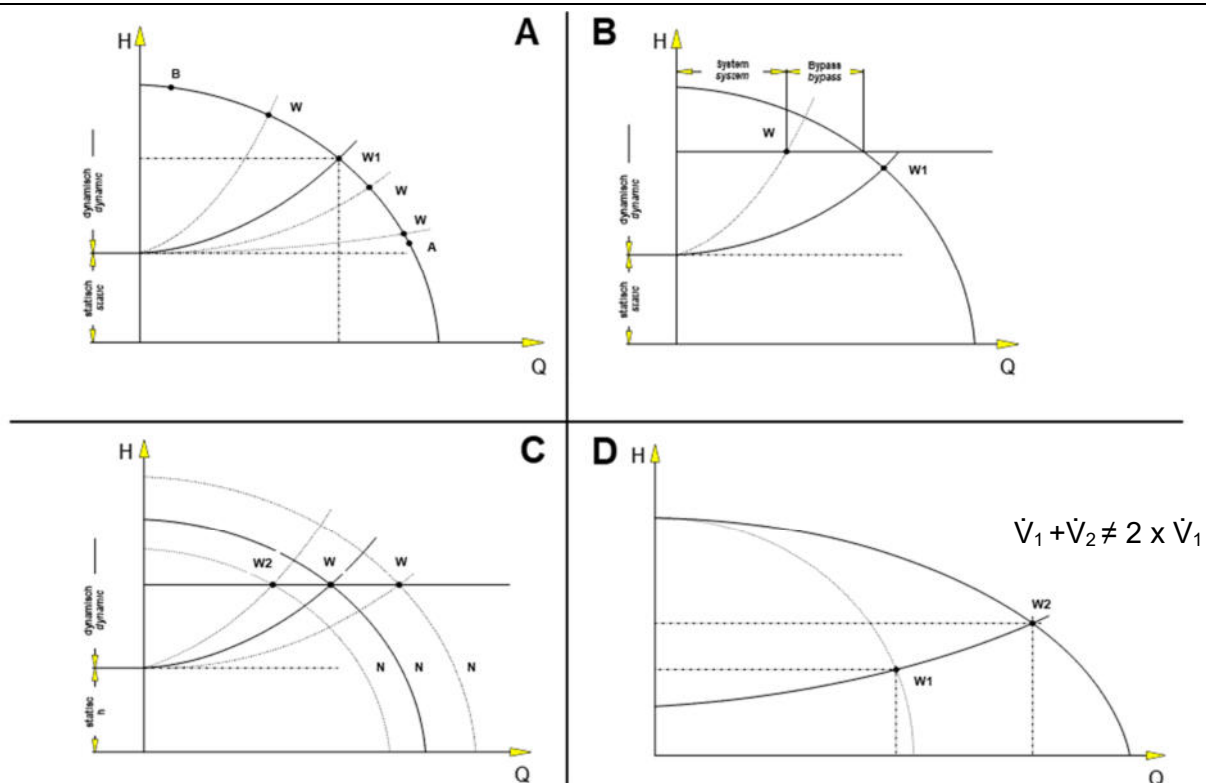 A
H
B
W
W1
W
W
A
dynamisch
dynamic
statisch
static
Q
B
H
System
system
Bypass
bypass
W
W1
dynamisch
dynamic
statisch
static
Q
C
H
W2
W
W
N
N
N
dynamisch
dynamic
statisc
h
Q
D
H
V̇₁ +V̇₂ ≠ 2 x V̇₁
W2
W1
Q